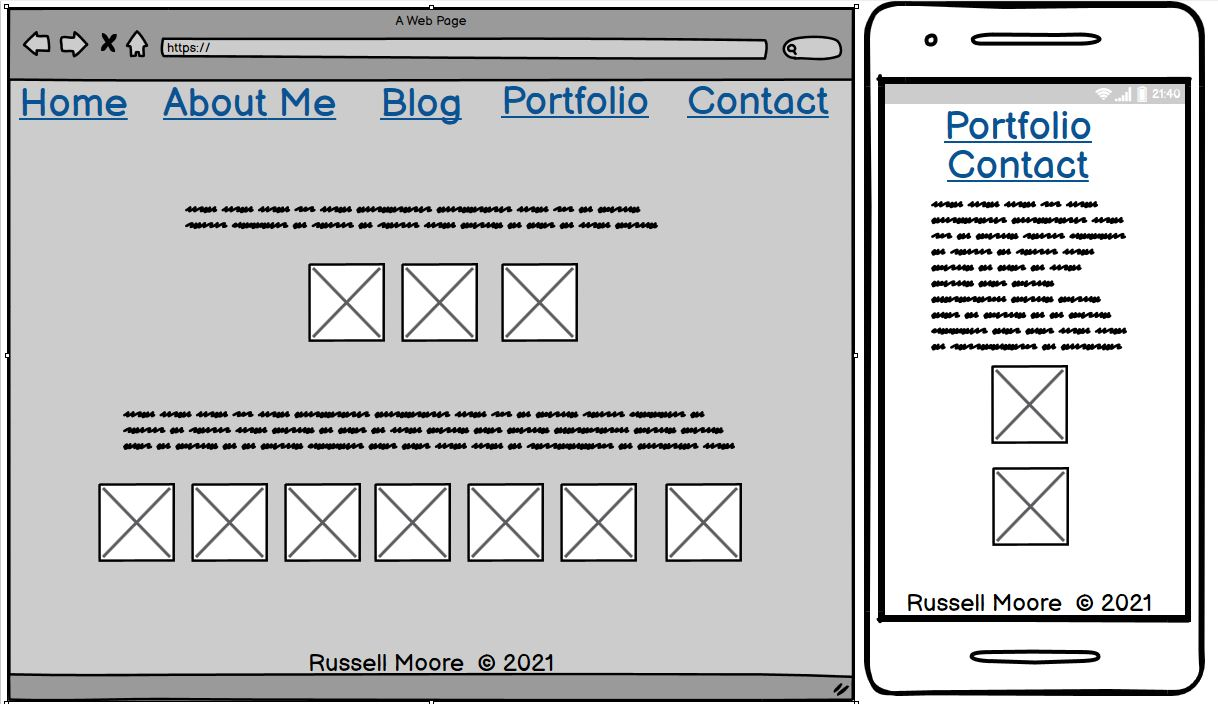 A Web Page
https://
Home About Me Blog Portfolio Contact
Russell Moore © 2021
21:40
Portfolio
Contact
Russell Moore © 2021